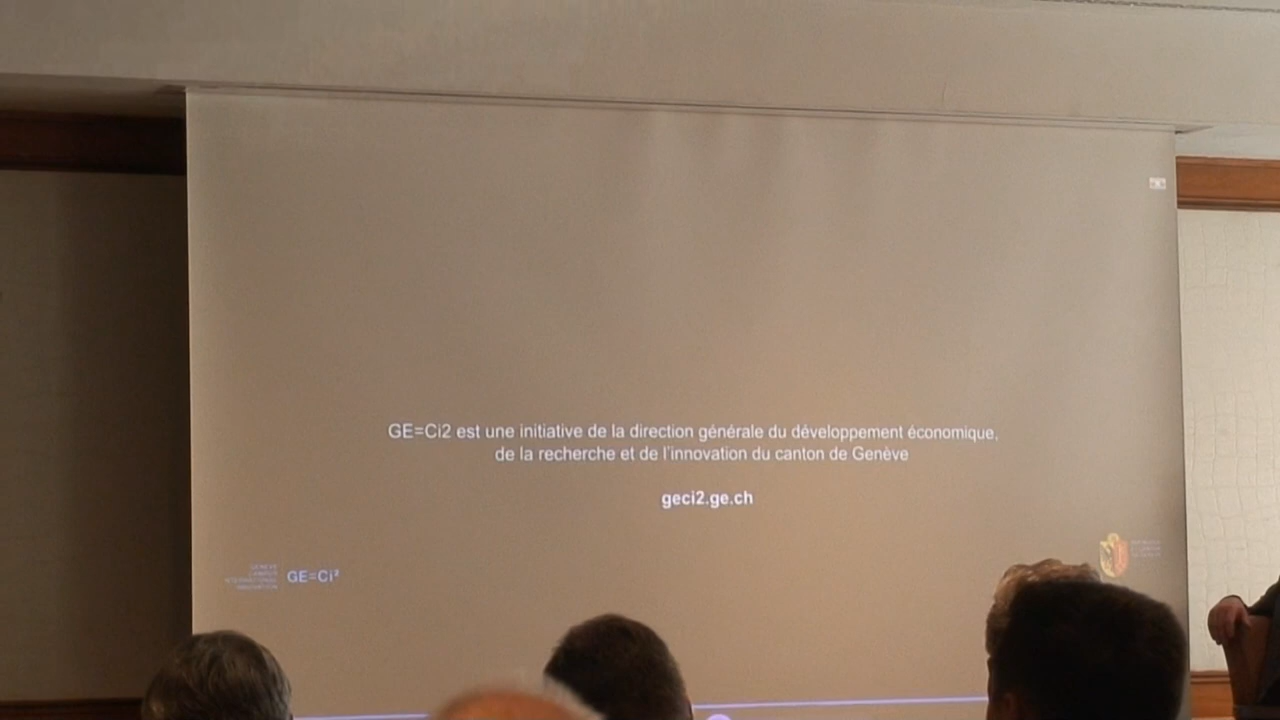 GE=Ci2 est une initiative de la direction générale du développement économique,
de la recherche et de l'innovation du canton de Genève
geci2.ge.ch
GE=Ci²